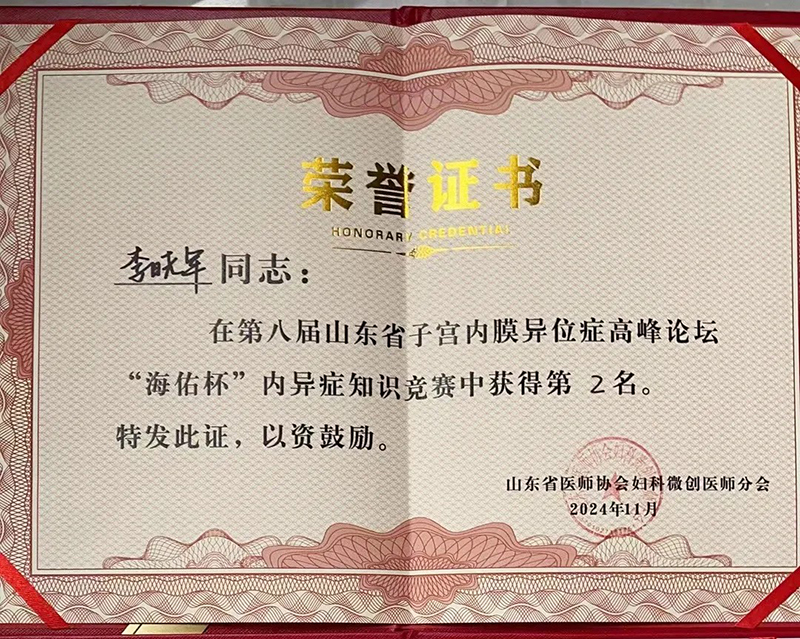 荣誉证书
HONORARY CREDENTIAL
李晓军 同志：
在第八届山东省子宫内膜异位症高峰论坛
“海佑杯”内异症知识竞赛中获得第 2名。
特发此证，以资鼓励。
山东省医师协会妇科微创医师分会
2024年11月